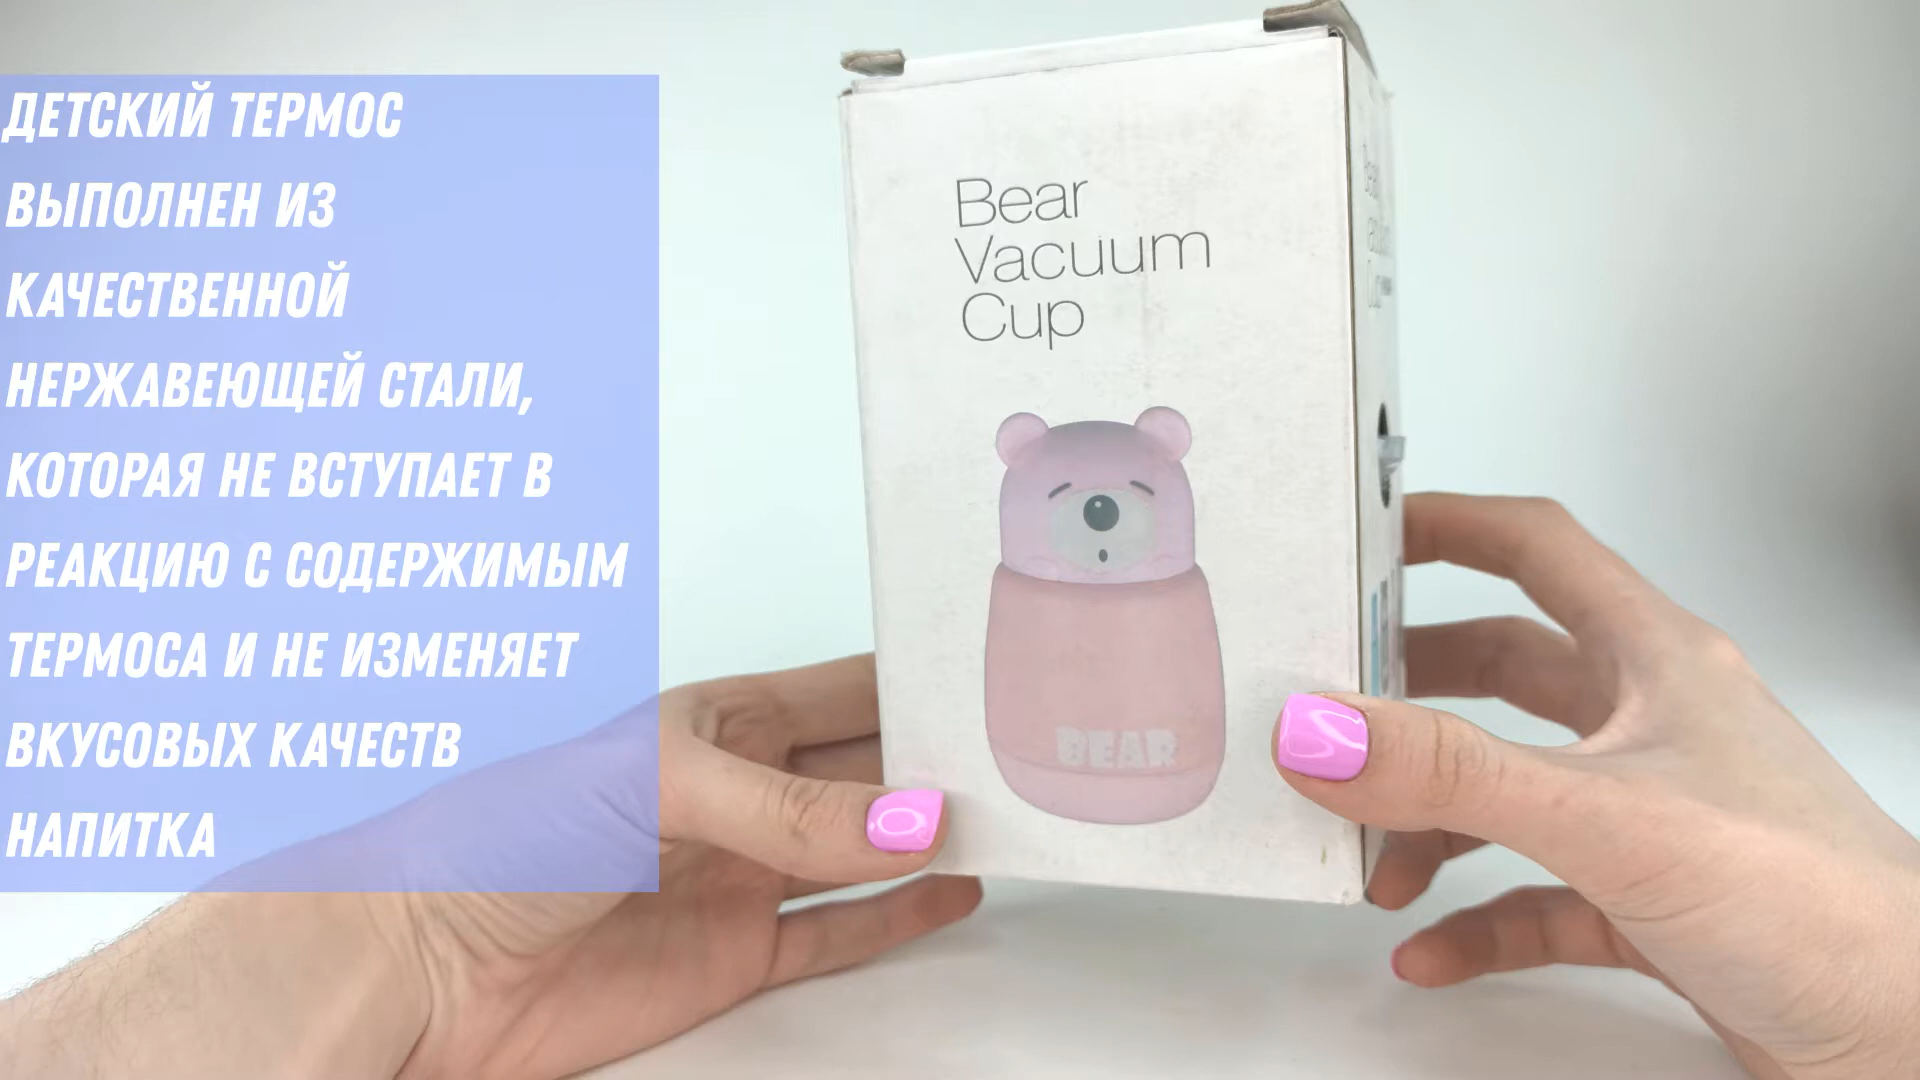 ДЕТСКИЙ ТЕРМОС
ВЫПОЛНЕН ИЗ
КАЧЕСТВЕННОЙ
НЕРЖАВЕЮЩЕЙ СТАЛИ,
КОТОРАЯ НЕ ВСТУПАЕТ В
РЕАКЦИЮ С СОДЕРЖИМЫМ
ТЕРМОСА И НЕ ИЗМЕНЯЕТ
ВКУСОВЫХ КАЧЕСТВ
НАПИТКА
Bear
Vacuum
Cup
BEAR